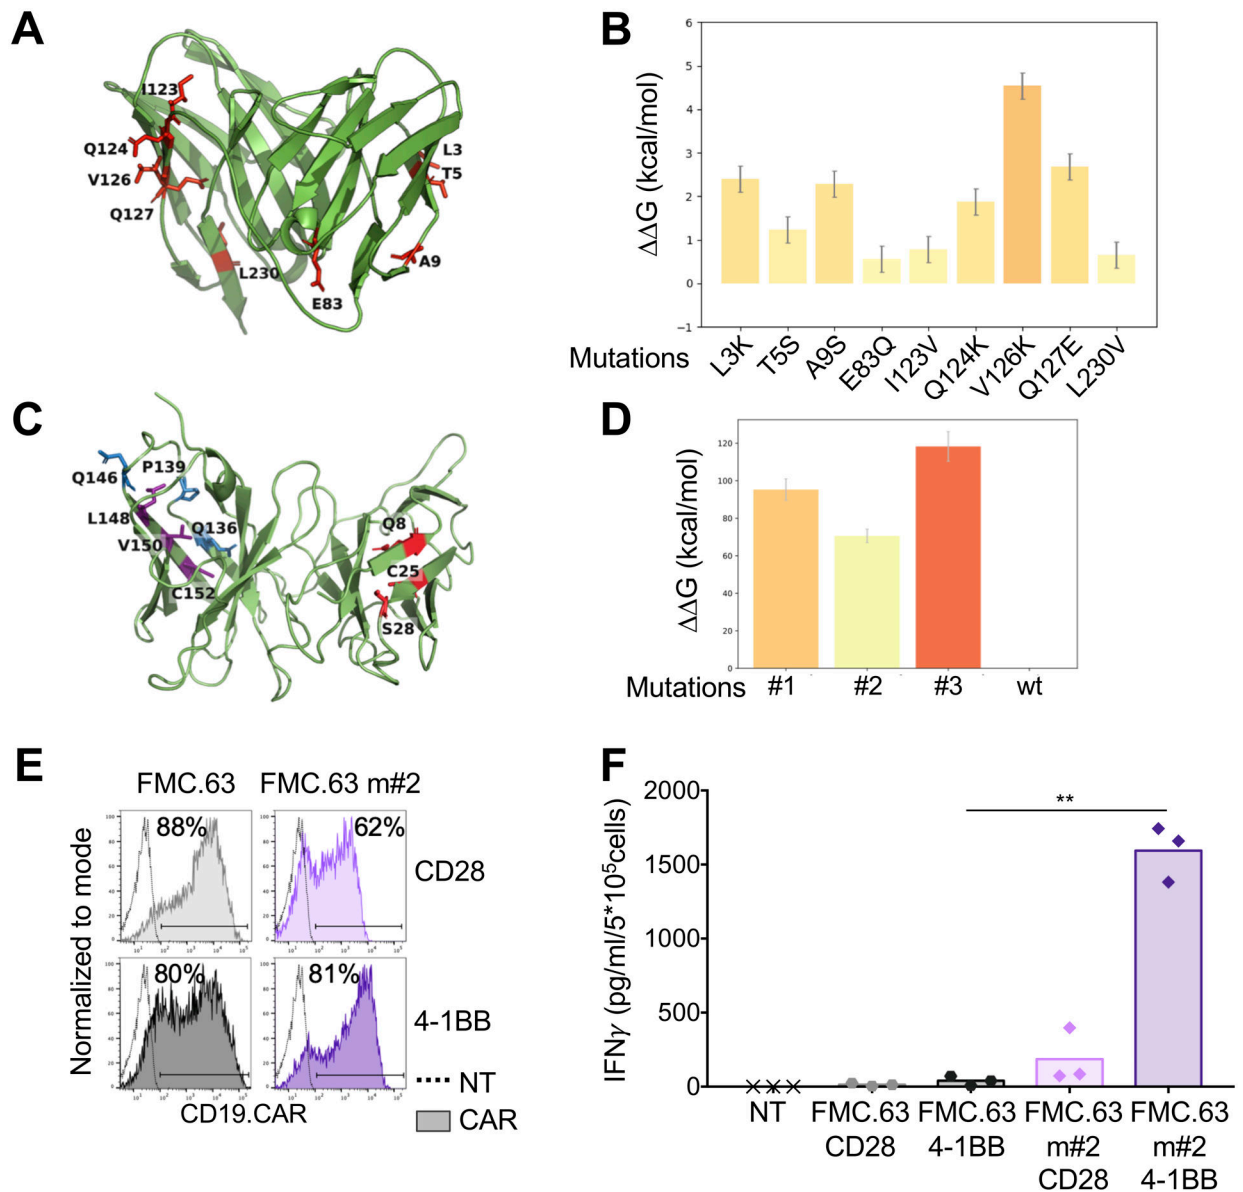 A
I123
Q124
V126
Q127
L230
E83
L3
T5
A9
B
ΔΔG (kcal/mol)
6
5
4
3
2
1
0
−1
Mutations
L3K
T5S
A9S
E83Q
I123V
Q124K
V126K
Q127E
L230V
C
Q146
P139
L148
V150
Q136
C152
Q8
C25
S28
D
ΔΔG (kcal/mol)
120
100
80
60
40
20
0
Mutations #1 #2 #3 wt
E
FMC.63 FMC.63 m#2
Normalized to mode
88% 62%
CD28
80% 81%
4-1BB
NT
CD19.CAR
CAR
F
IFNγ (pg/ml/5*10⁵cells)
2000
1500
1000
500
0
**
NT
FMC.63
CD28
FMC.63
4-1BB
FMC.63
m#2
CD28
FMC.63
m#2
4-1BB